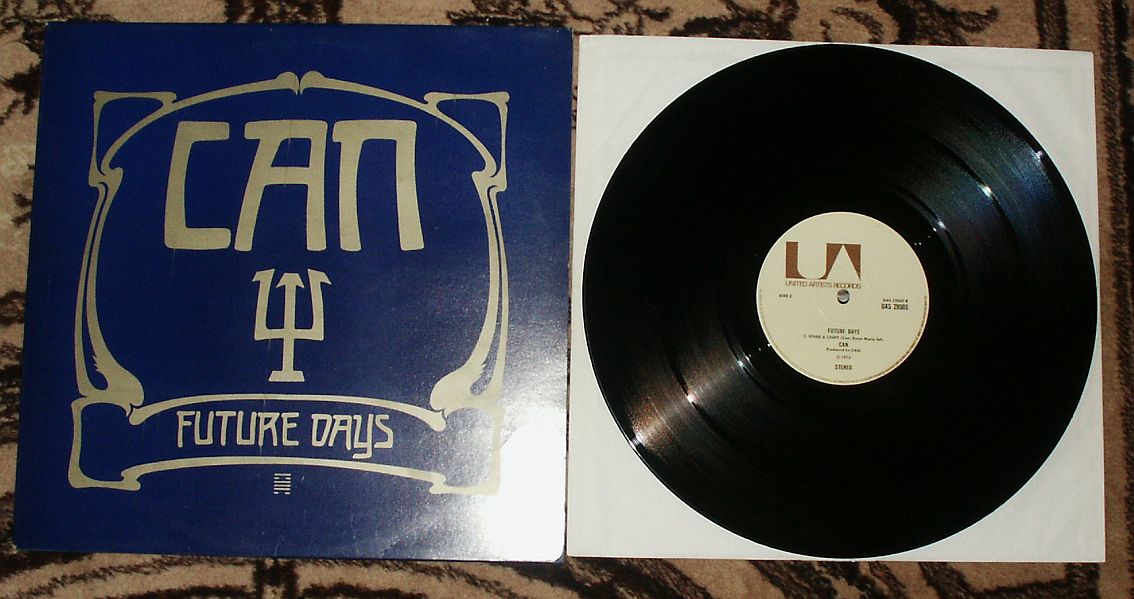 CAN
FUTURE DAYS
UA
UNITED ARTISTS RECORDS
SIDE 2
UAS 29505
FUTURE DAYS
CAN
Produced by CAN
STEREO